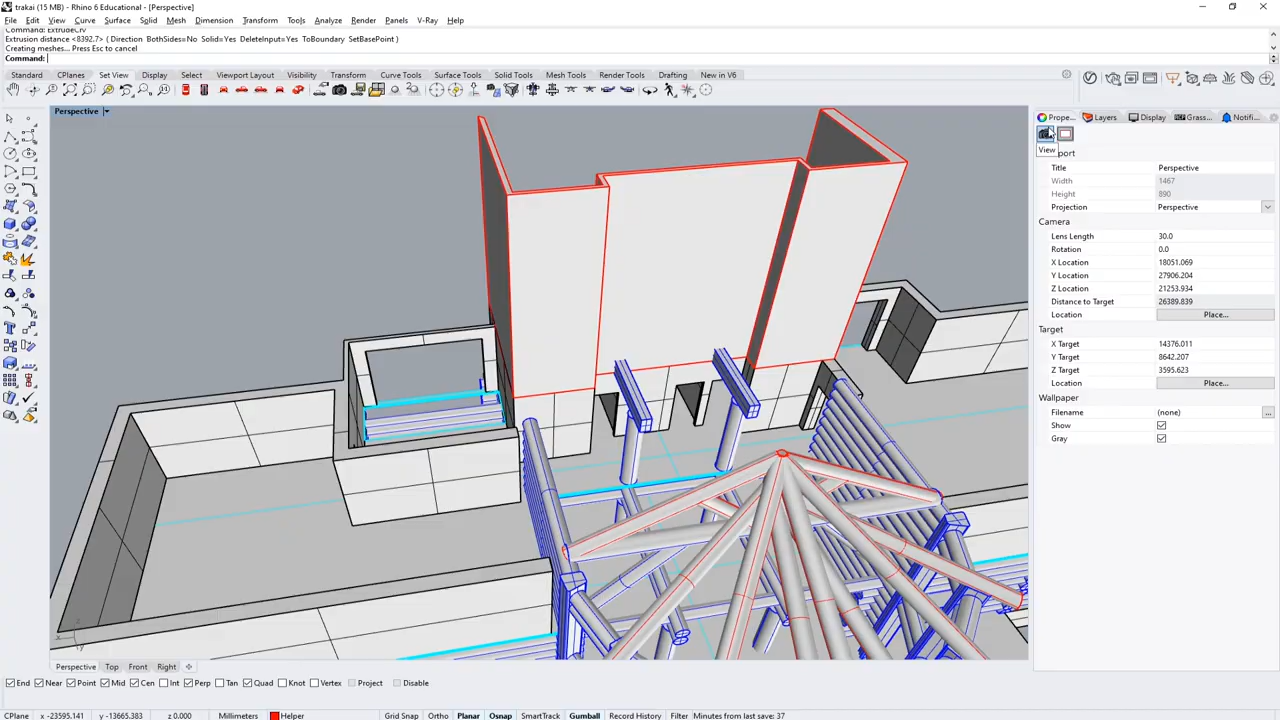 trakai (15 MB) - Rhino 6 Educational - [Perspective]
File Edit View Curve Surface Solid Mesh Dimension Transform Tools Analyze Render Panels V-Ray Help
Command: ExtrudeCrv
Extrusion distance <8392.7> ( Direction BothSides=No Solid=Yes DeleteInput=Yes ToBoundary SetBasePoint )
Creating meshes... Press Esc to cancel
Command:
Standard CPlanes Set View Display Select Viewport Layout Visibility Transform Curve Tools Surface Tools Solid Tools Mesh Tools Render Tools Drafting New in V6
Perspective
Prope... Layers Display Grass... Notifi...
View
port
Title Perspective
Width 1467
Height 890
Projection Perspective
Camera
Lens Length 30.0
Rotation 0.0
X Location 18051.069
Y Location 27906.204
Z Location 21253.934
Distance to Target 26389.839
Location Place...
Target
X Target 14376.011
Y Target 8642.207
Z Target 3595.623
Location Place...
Wallpaper
Filename (none) ...
Show
Gray
Perspective Top Front Right
End Near Point Mid Cen Int Perp Tan Quad Knot Vertex Project Disable
CPlane x -23595.141 y -13665.383 z 0.000 Millimeters Helper Grid Snap Ortho Planar Osnap SmartTrack Gumball Record History Filter Minutes from last save: 37